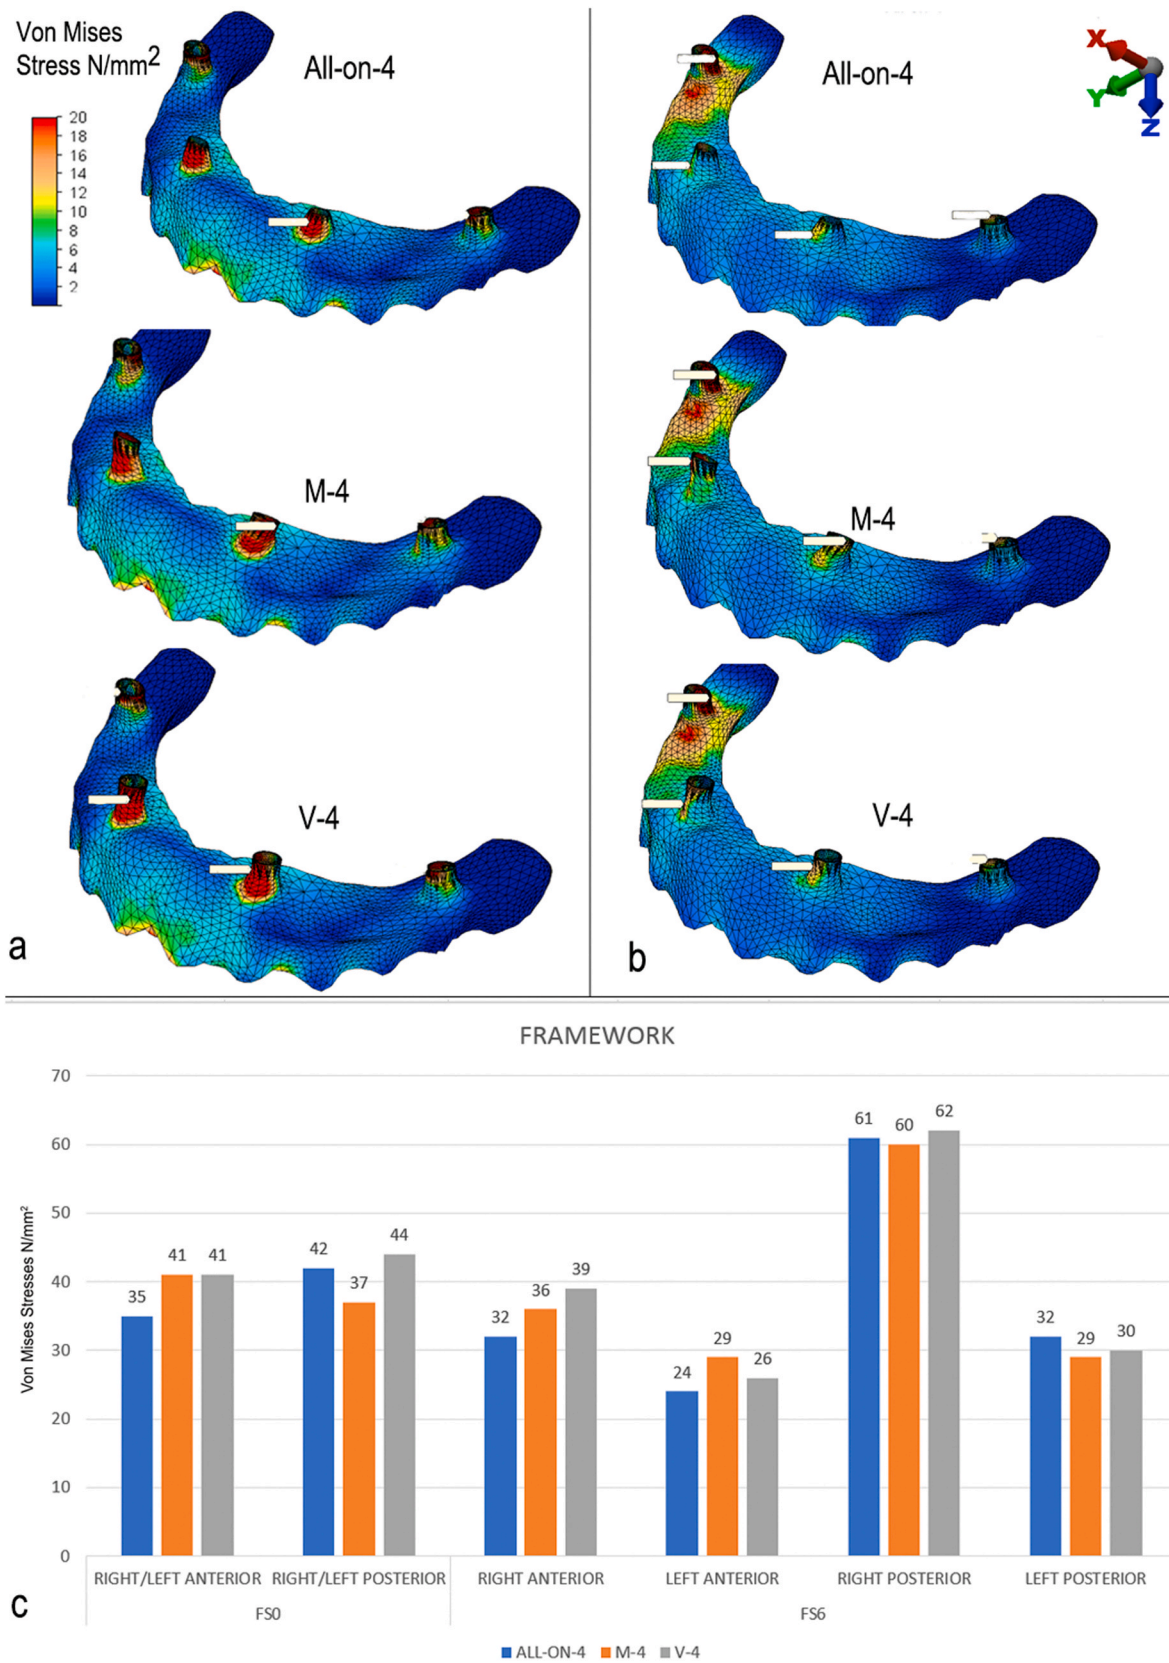 Von Mises
Stress N/mm²
20
18
16
14
12
10
8
6
4
2
All-on-4
M-4
V-4
a
All-on-4
X
Y
Z
M-4
V-4
b
FRAMEWORK
Von Mises Stresses N/mm²
70
60
50
40
30
20
10
0
35 41 41 42 37 44 32 36 39 24 29 26 61 60 62 32 29 30
RIGHT/LEFT ANTERIOR RIGHT/LEFT POSTERIOR RIGHT ANTERIOR LEFT ANTERIOR RIGHT POSTERIOR LEFT POSTERIOR
FS0 FS6
c
ALL-ON-4 M-4 V-4